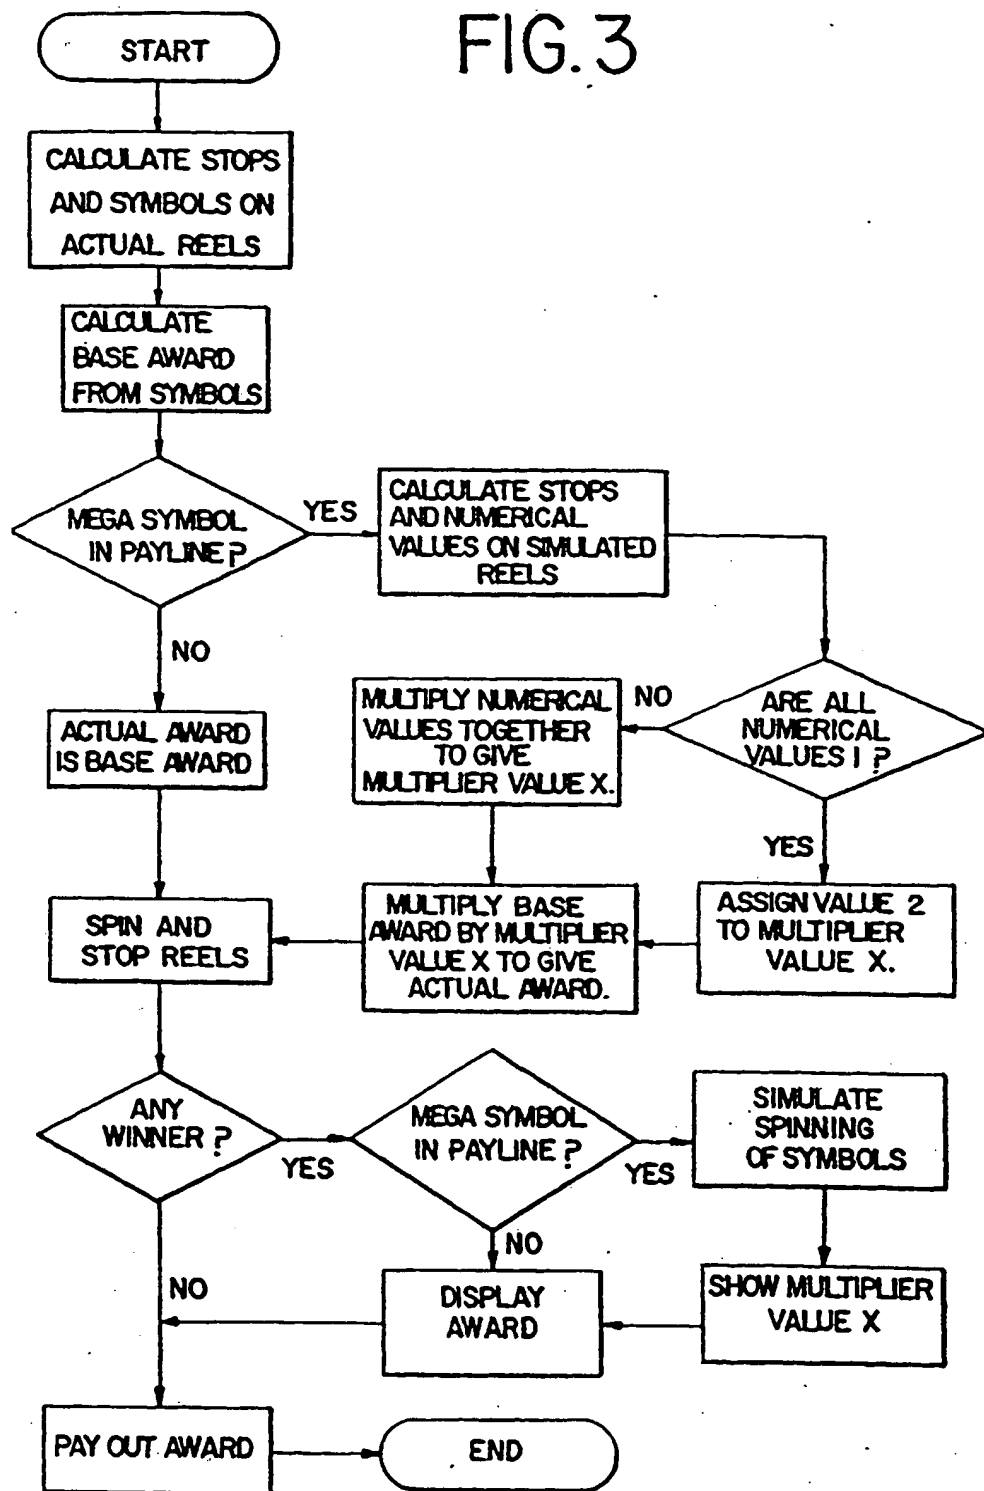 FIG. 3
START
CALCULATE STOPS
AND SYMBOLS ON
ACTUAL REELS
CALCULATE
BASE AWARD
FROM SYMBOLS
MEGA SYMBOL
IN PAYLINE?
YES
CALCULATE STOPS
AND NUMERICAL
VALUES ON SIMULATED
REELS
NO
ACTUAL AWARD
IS BASE AWARD
MULTIPLY NUMERICAL
VALUES TOGETHER
TO GIVE
MULTIPLIER VALUE X.
NO
ARE ALL
NUMERICAL
VALUES 1?
YES
SPIN AND
STOP REELS
MULTIPLY BASE
AWARD BY MULTIPLIER
VALUE X TO GIVE
ACTUAL AWARD.
ASSIGN VALUE 2
TO MULTIPLIER
VALUE X.
ANY
WINNER?
YES
MEGA SYMBOL
IN PAYLINE?
YES
SIMULATE
SPINNING
OF SYMBOLS
NO
NO
DISPLAY
AWARD
SHOW MULTIPLIER
VALUE X
PAY OUT AWARD
END